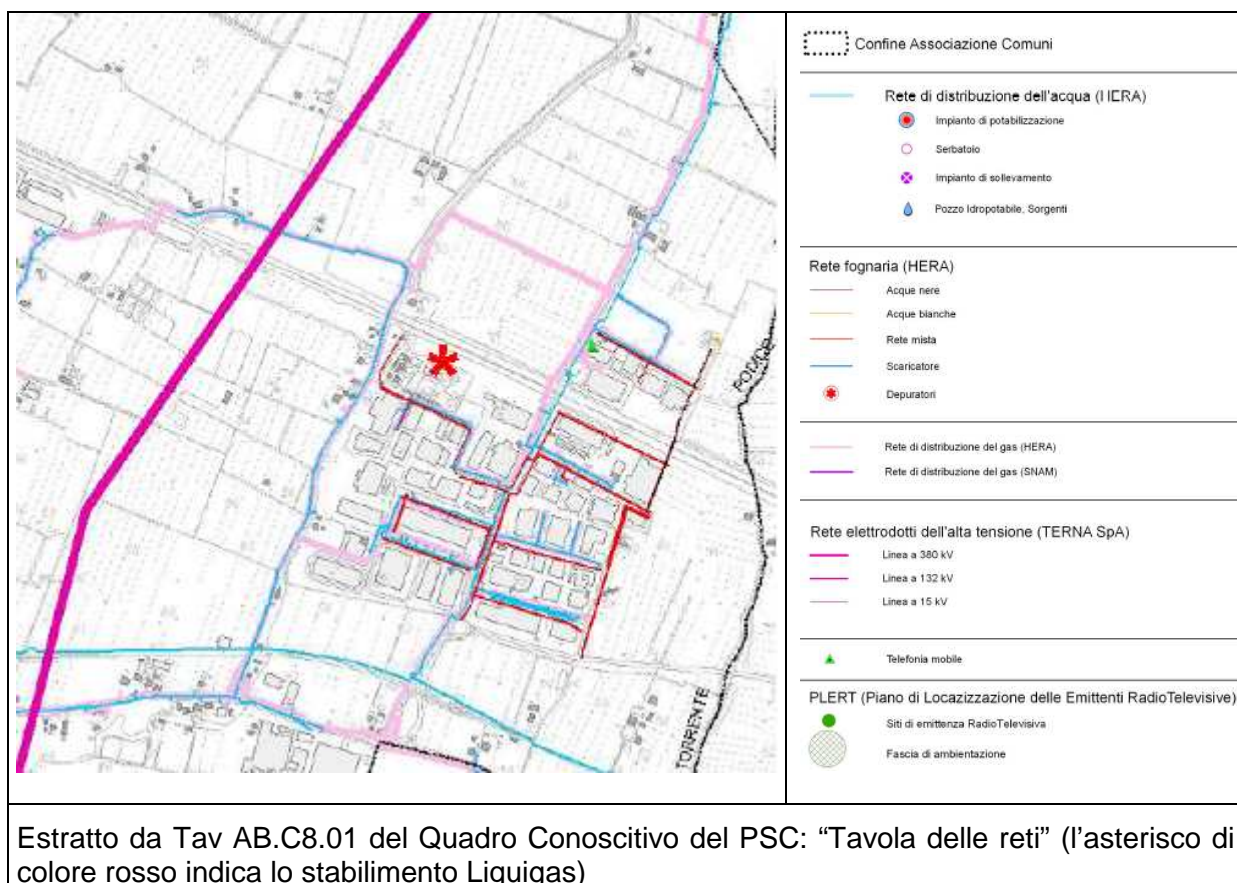 Confine Associazione Comuni
Rete di distribuzione dell'acqua (HERA)
Impianto di potabilizzazione
Serbatoio
Impianto di sollevamento
Pozzo Idropotabile, Sorgenti
Rete fognaria (HERA)
Acque nere
Acque bianche
Rete mista
Scaricatore
Depuratori
Rete di distribuzione del gas (HERA)
Rete di distribuzione del gas (SNAM)
Rete elettrodotti dell'alta tensione (TERNA SpA)
Linea a 380 kV
Linea a 132 kV
Linea a 15 kV
Telefonia mobile
PLERT (Piano di Locazizzazione delle Emittenti RadioTelevisive)
Siti di emittenza RadioTelevisiva
Fascia di ambientazione
TORRENTE
Estratto da Tav AB.C8.01 del Quadro Conoscitivo del PSC: “Tavola delle reti” (l’asterisco di
colore rosso indica lo stabilimento Liquigas)